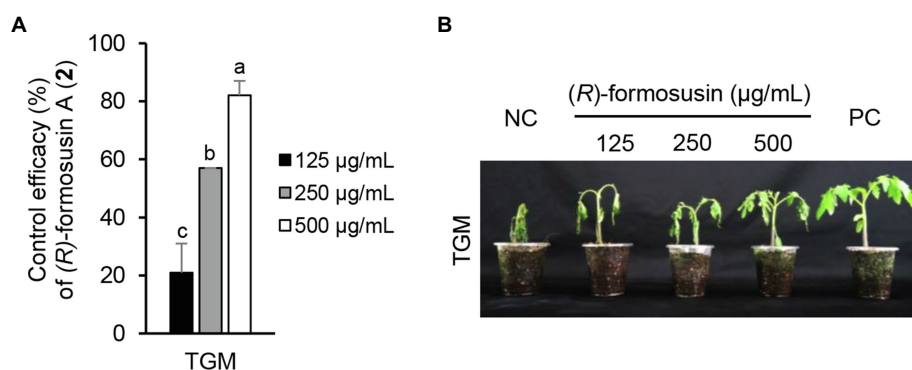 A
Control efficacy (%)
of (R)-formosusin A (2)
100
80
60
40
20
0
c
b
a
TGM
125 µg/mL
250 µg/mL
500 µg/mL
B
NC
(R)-formosusin (µg/mL)
125 250 500
PC
TGM